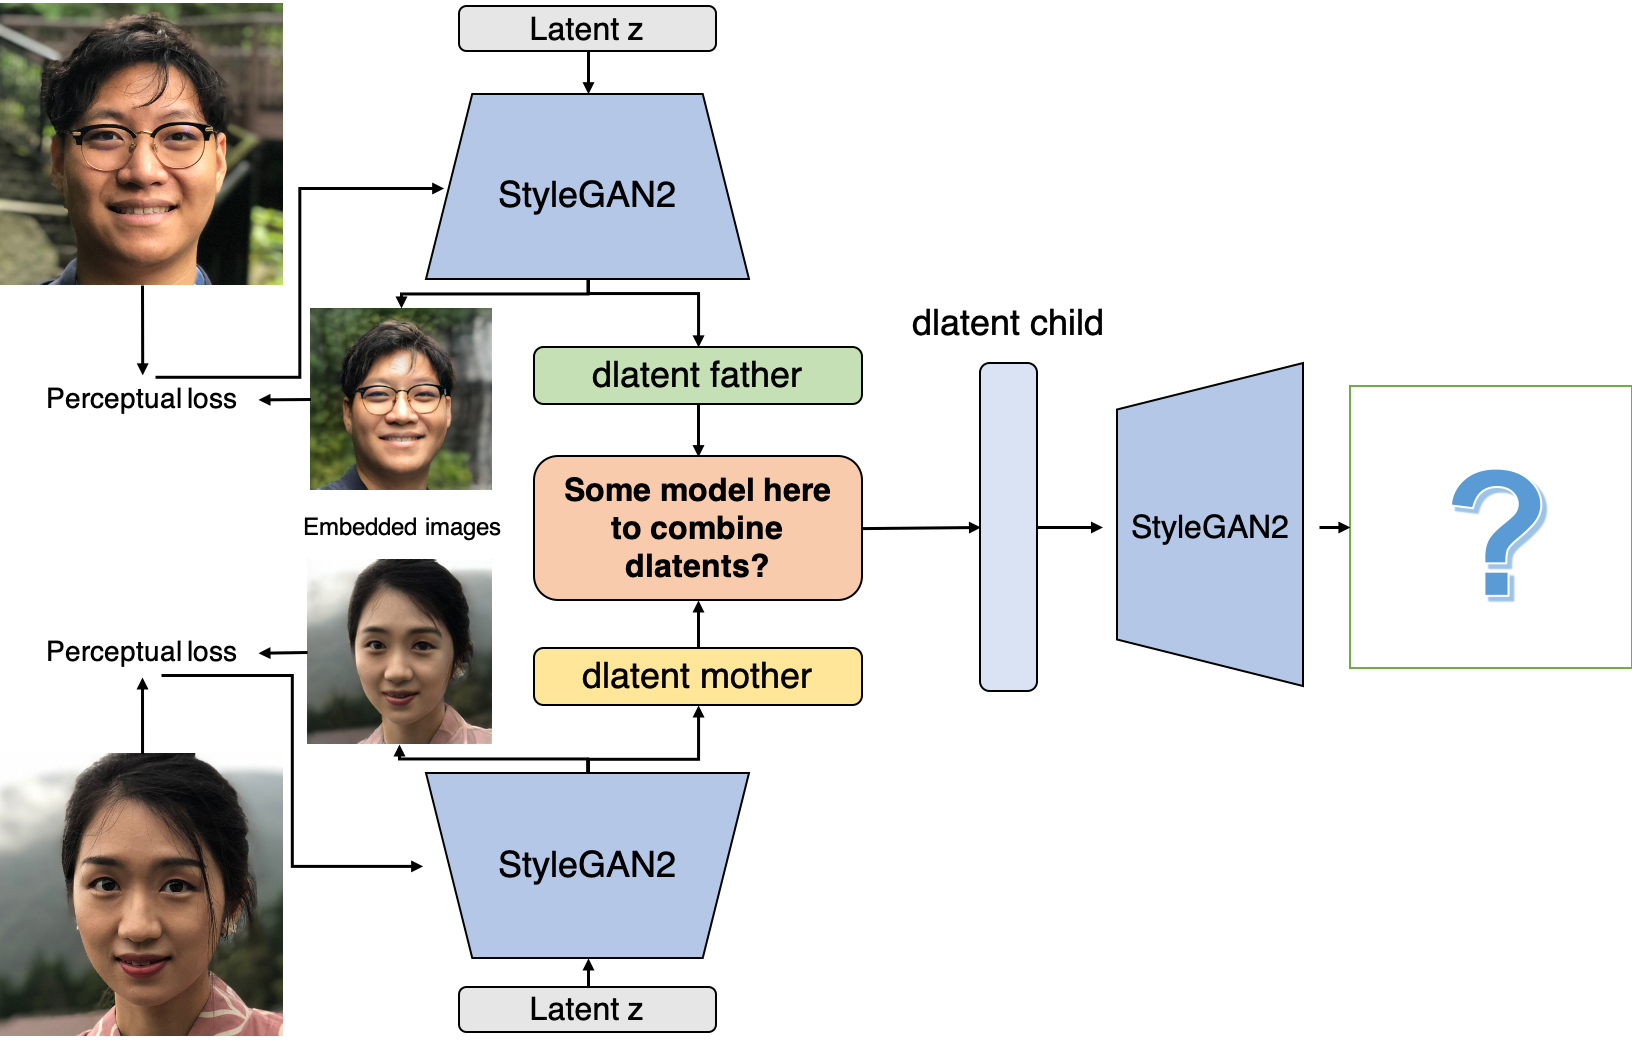 Latent z
StyleGAN2
dlatent father
Perceptual loss
Embedded images
Some model here
to combine
dlatents?
dlatent child
StyleGAN2
?
Perceptual loss
dlatent mother
StyleGAN2
Latent z